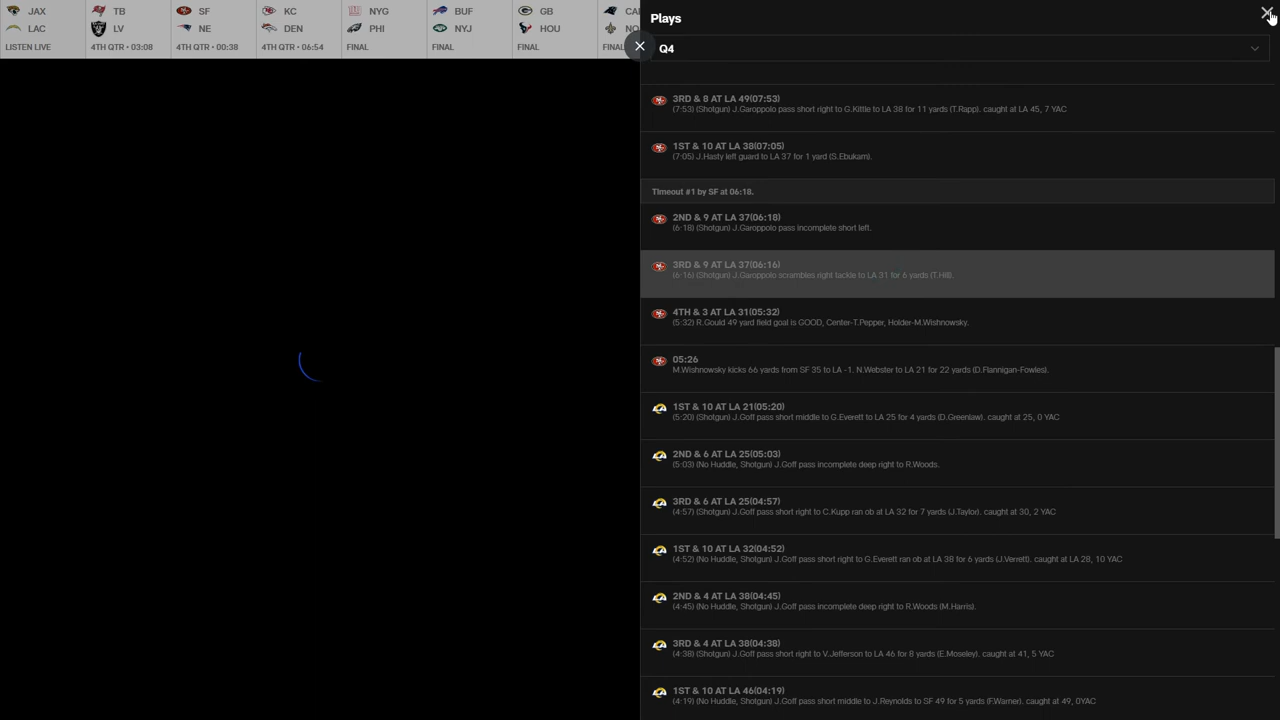 JAX
LAC
LISTEN LIVE
TB
LV
4TH QTR • 03:08
SF
NE
4TH QTR • 00:38
KC
DEN
4TH QTR • 06:54
NYG
PHI
FINAL
BUF
NYJ
FINAL
GB
HOU
FINAL
CA
NO
FINA
Plays
Q4
3RD & 8 AT LA 49(07:53)
(7:53) (Shotgun) J.Garoppolo pass short right to G.Kittle to LA 38 for 11 yards (T.Rapp). caught at LA 45, 7 YAC
1ST & 10 AT LA 38(07:05)
(7:05) J.Hasty left guard to LA 37 for 1 yard (S.Ebukam).
Timeout #1 by SF at 06:18.
2ND & 9 AT LA 37(06:18)
(6:18) (Shotgun) J.Garoppolo pass incomplete short left.
3RD & 9 AT LA 37(06:16)
(6:16) (Shotgun) J.Garoppolo scrambles right tackle to LA 31 for 6 yards (T.Hill).
4TH & 3 AT LA 31(05:32)
(5:32) R.Gould 49 yard field goal is GOOD, Center-T.Pepper, Holder-M.Wishnowsky.
05:26
M.Wishnowsky kicks 66 yards from SF 35 to LA -1. N.Webster to LA 21 for 22 yards (D.Flannigan-Fowles).
1ST & 10 AT LA 21(05:20)
(5:20) (Shotgun) J.Goff pass short middle to G.Everett to LA 25 for 4 yards (D.Greenlaw). caught at 25, 0 YAC
2ND & 6 AT LA 25(05:03)
(5:03) (No Huddle, Shotgun) J.Goff pass incomplete deep right to R.Woods.
3RD & 6 AT LA 25(04:57)
(4:57) (Shotgun) J.Goff pass short right to C.Kupp ran ob at LA 32 for 7 yards (J.Taylor). caught at 30, 2 YAC
1ST & 10 AT LA 32(04:52)
(4:52) (No Huddle, Shotgun) J.Goff pass short right to G.Everett ran ob at LA 38 for 6 yards (J.Verrett). caught at LA 28, 10 YAC
2ND & 4 AT LA 38(04:45)
(4:45) (No Huddle, Shotgun) J.Goff pass incomplete deep right to R.Woods (M.Harris).
3RD & 4 AT LA 38(04:38)
(4:38) (Shotgun) J.Goff pass short right to V.Jefferson to LA 46 for 8 yards (E.Moseley). caught at 41, 5 YAC
1ST & 10 AT LA 46(04:19)
(4:19) (No Huddle, Shotgun) J.Goff pass short middle to J.Reynolds to SF 49 for 5 yards (F.Warner). caught at 49, 0YAC